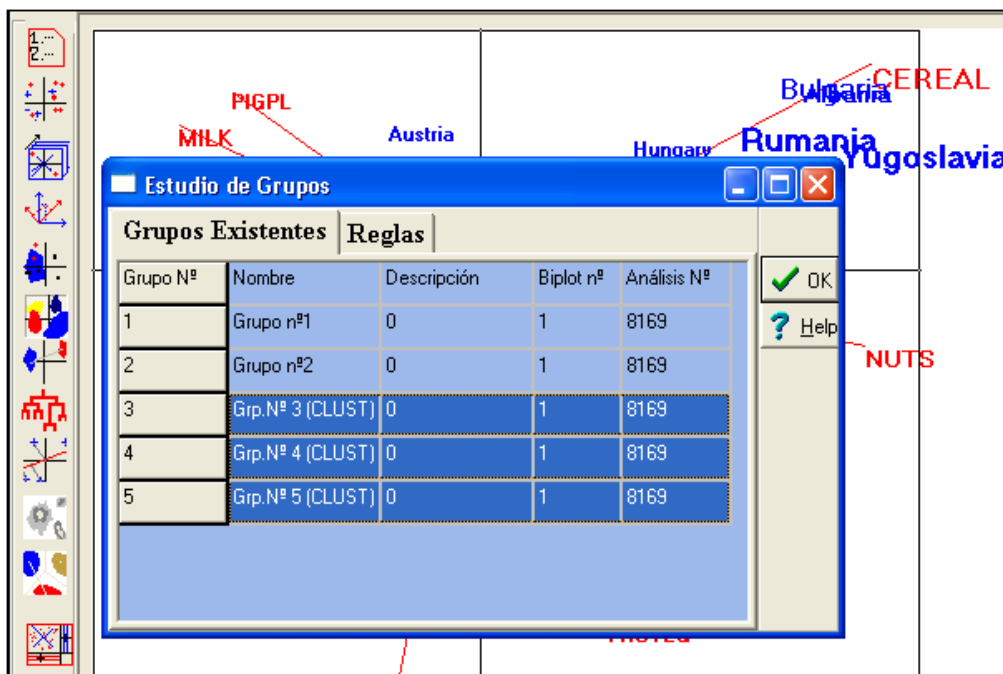 1.···
2.···
CEREAL
Bulgaria
Albania
PIGPL
MILK
Austria
Hungary
Rumania
Yugoslavia
Estudio de Grupos
Grupos Existentes Reglas
Grupo Nº Nombre Descripción Biplot nº Análisis Nº
1 Grupo nº1 0 1 8169
2 Grupo nº2 0 1 8169
3 Grp.Nº 3 (CLUST) 0 1 8169
4 Grp.Nº 4 (CLUST) 0 1 8169
5 Grp.Nº 5 (CLUST) 0 1 8169
OK
Help
NUTS